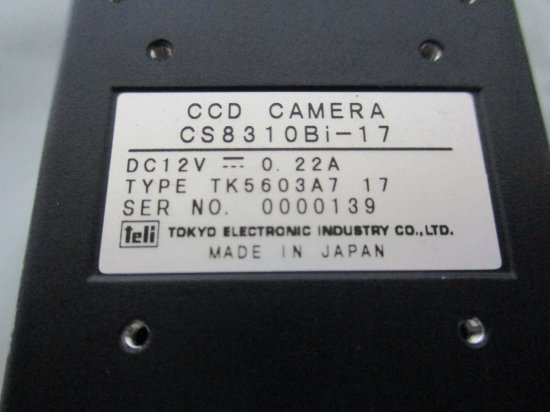 CCD CAMERA
CS8310Bi-17
DC12V ⎓ 0.22A
TYPE TK5603A7 17
SER NO. 0000139
teli TOKYO ELECTRONIC INDUSTRY CO.,LTD.
MADE IN JAPAN